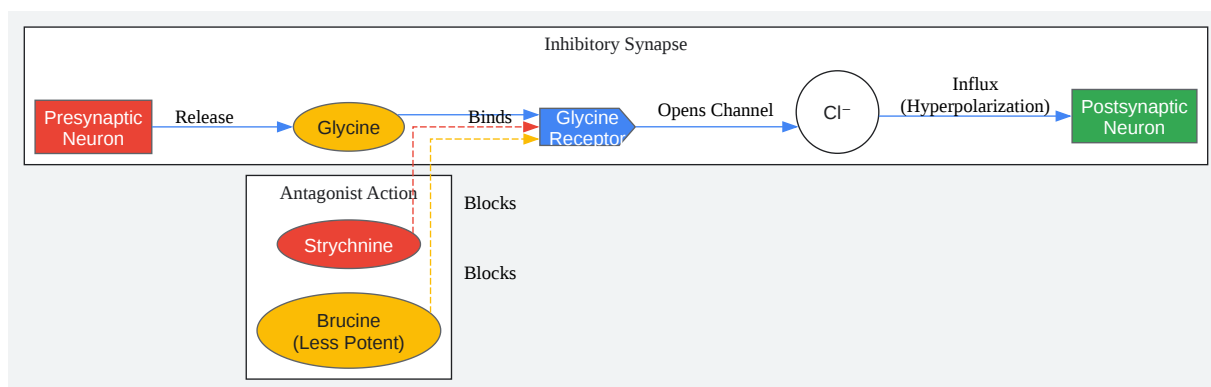 Inhibitory Synapse
Presynaptic
Neuron
Release
Glycine
Binds
Glycine
Receptor
Opens Channel
Cl⁻
Influx
(Hyperpolarization)
Postsynaptic
Neuron
Antagonist Action
Blocks
Strychnine
Blocks
Brucine
(Less Potent)